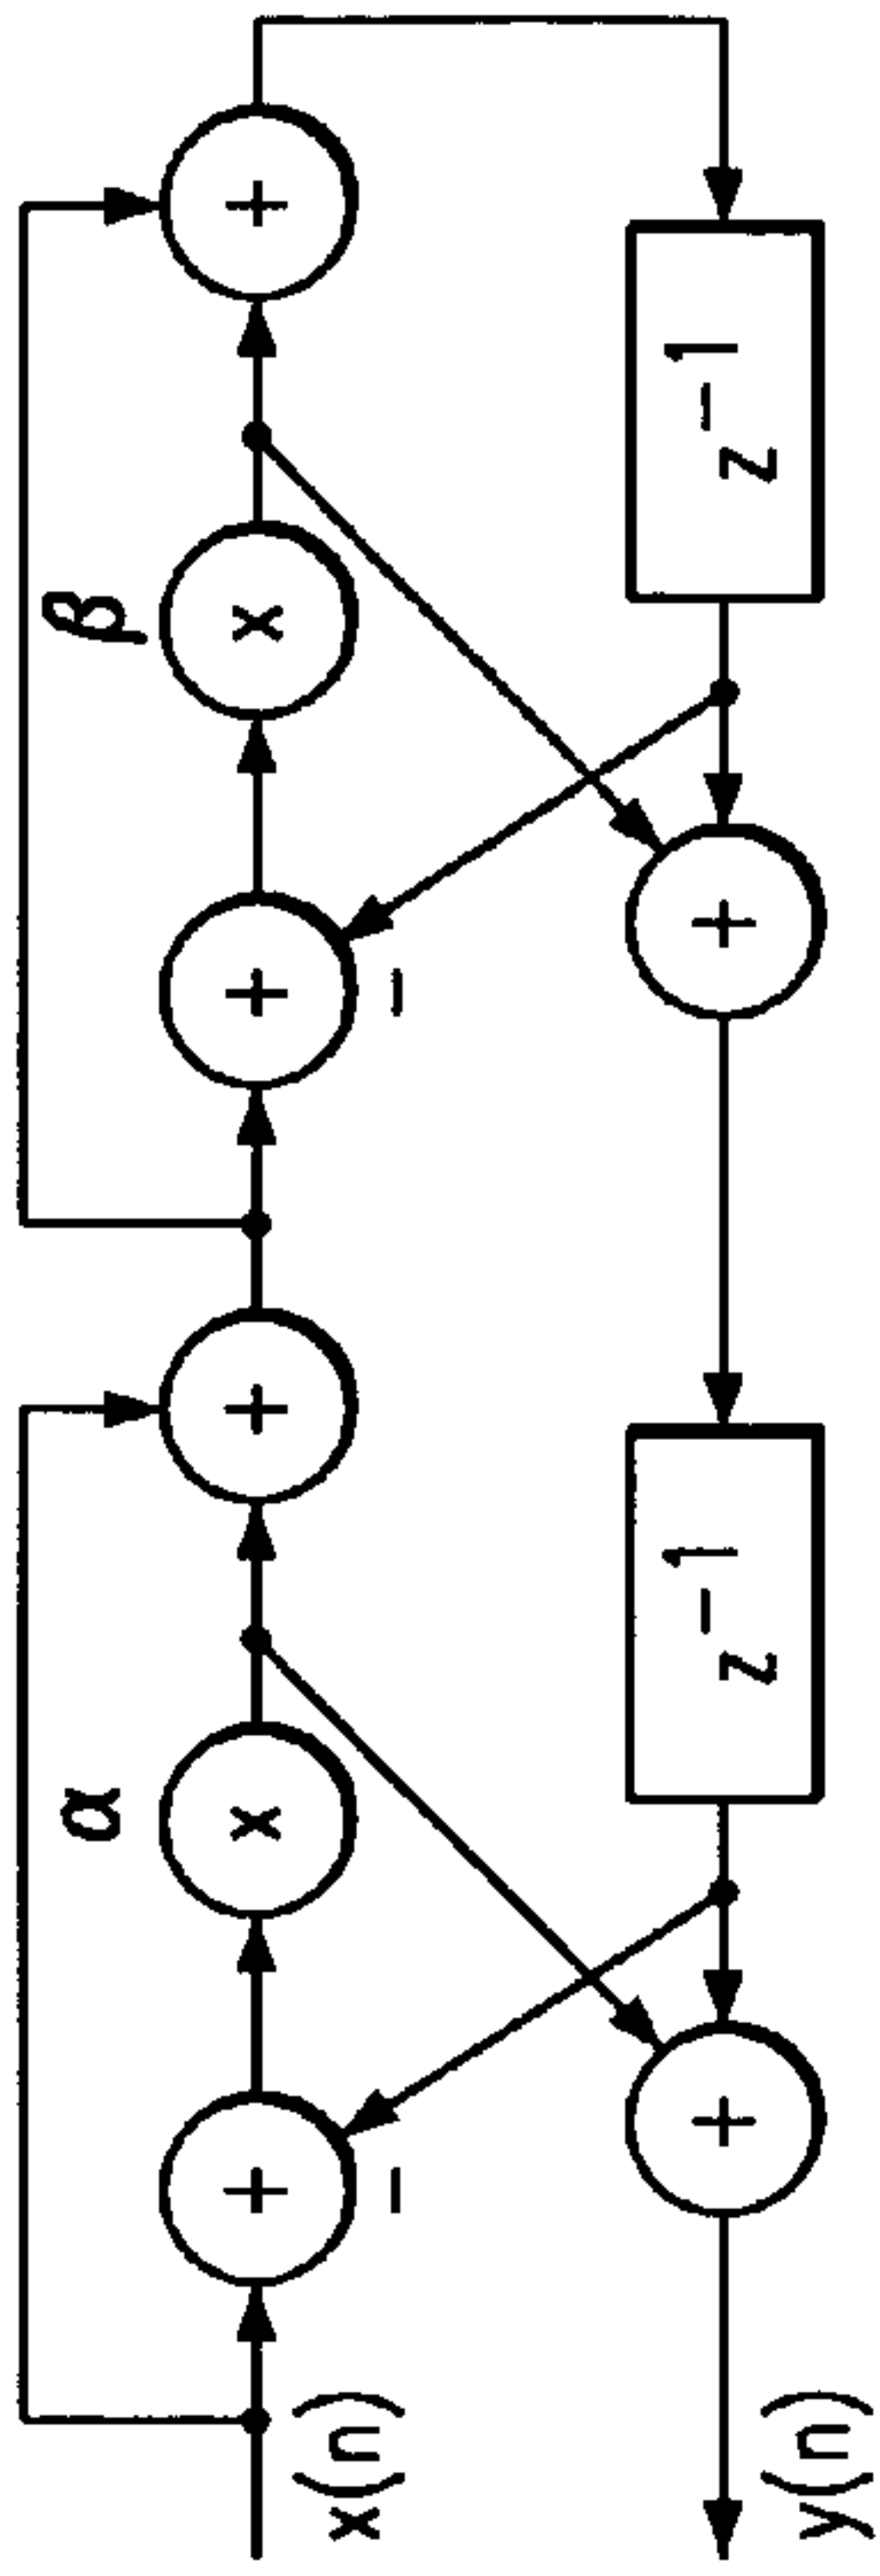 α β
+ × + + × +
− −
x(n)
z⁻¹ z⁻¹
+ +
y(n)